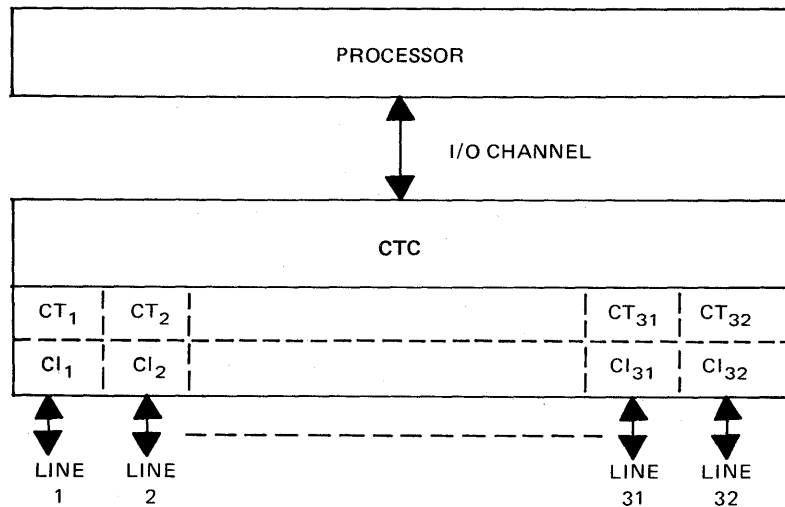 PROCESSOR
I/O CHANNEL
CTC
CT1 CT2 CT31 CT32
CI1 CI2 CI31 CI32
LINE LINE LINE LINE
1 2 31 32